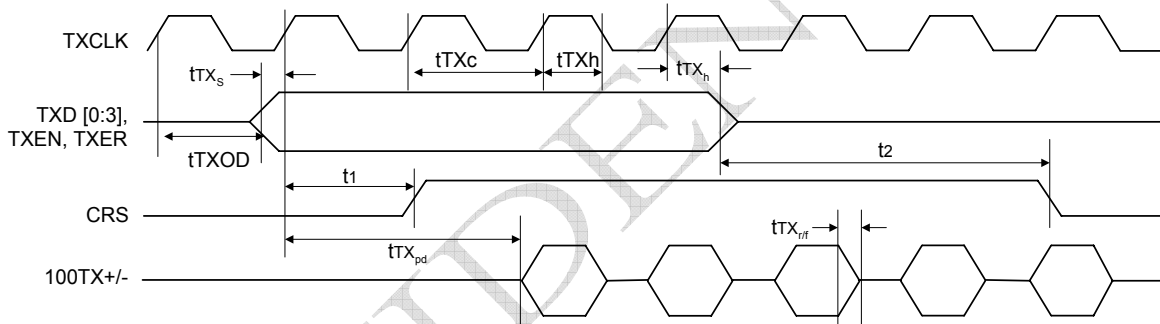 TXCLK
tTXc
tTXh
tTXh
tTXS
TXD [0:3],
TXEN, TXER
tTXOD
t2
t1
CRS
tTXr/f
tTXpd
100TX+/-